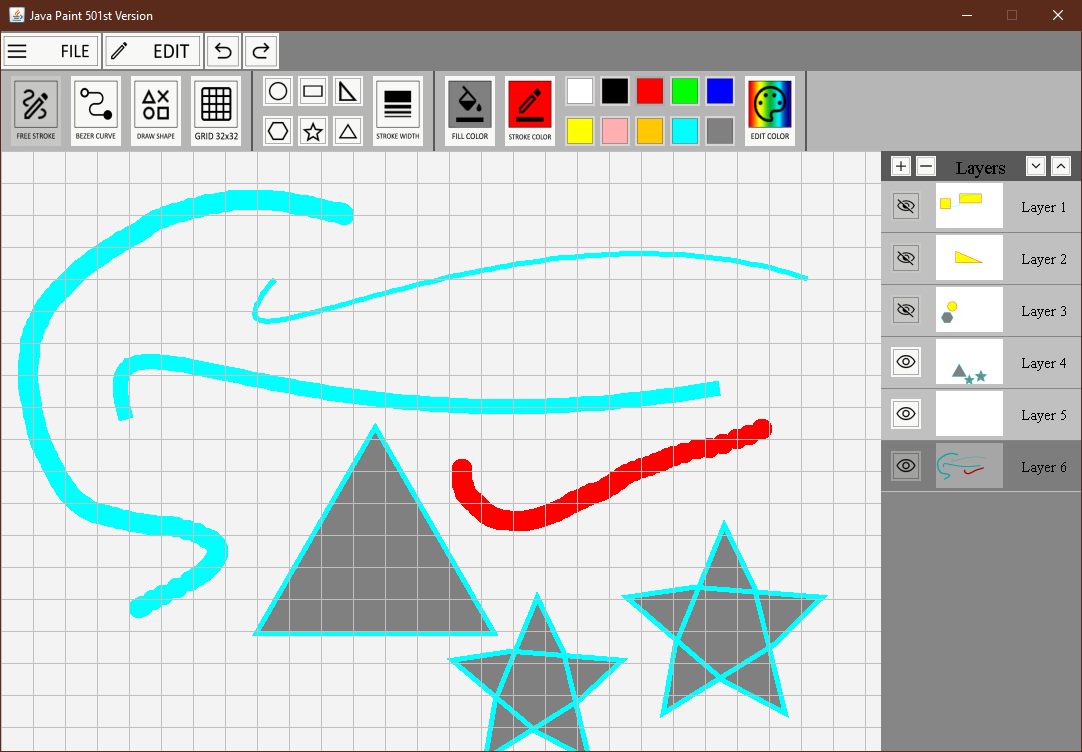 Java Paint 501st Version
FILE EDIT
FREE STROKE BEZER CURVE DRAW SHAPE GRID 32x32 STROKE WIDTH FILL COLOR STROKE COLOR EDIT COLOR
Layers
Layer 1
Layer 2
Layer 3
Layer 4
Layer 5
Layer 6